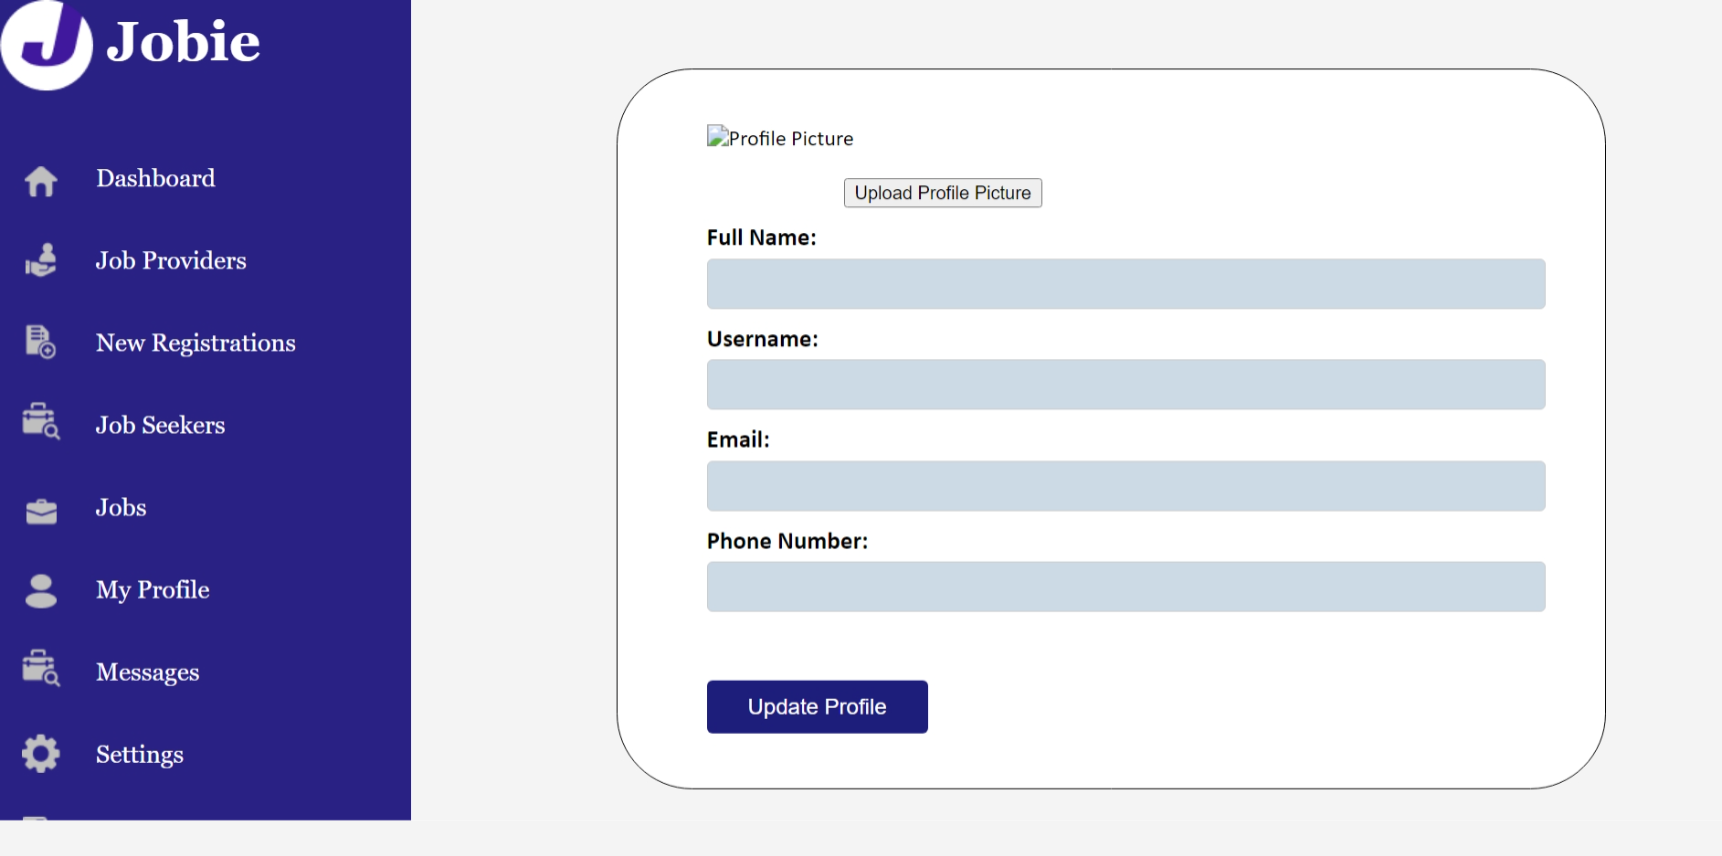 Jobie
Dashboard
Job Providers
New Registrations
Job Seekers
Jobs
My Profile
Messages
Settings
Profile Picture
Upload Profile Picture
Full Name:
Username:
Email:
Phone Number:
Update Profile